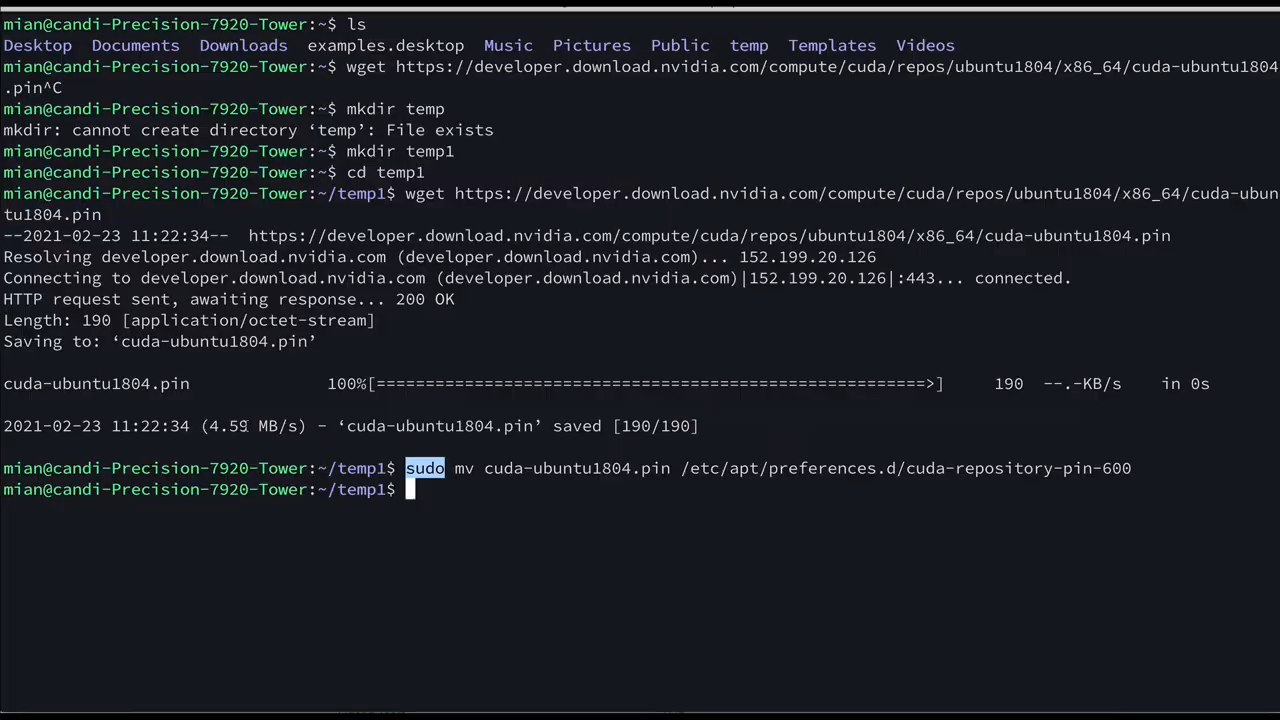 mian@candi-Precision-7920-Tower:~$ ls
Desktop Documents Downloads examples.desktop Music Pictures Public temp Templates Videos
mian@candi-Precision-7920-Tower:~$ wget https://developer.download.nvidia.com/compute/cuda/repos/ubuntu1804/x86_64/cuda-ubuntu1804
.pin^C
mian@candi-Precision-7920-Tower:~$ mkdir temp
mkdir: cannot create directory ‘temp’: File exists
mian@candi-Precision-7920-Tower:~$ mkdir temp1
mian@candi-Precision-7920-Tower:~$ cd temp1
mian@candi-Precision-7920-Tower:~/temp1$ wget https://developer.download.nvidia.com/compute/cuda/repos/ubuntu1804/x86_64/cuda-ubun
tu1804.pin
--2021-02-23 11:22:34-- https://developer.download.nvidia.com/compute/cuda/repos/ubuntu1804/x86_64/cuda-ubuntu1804.pin
Resolving developer.download.nvidia.com (developer.download.nvidia.com)... 152.199.20.126
Connecting to developer.download.nvidia.com (developer.download.nvidia.com)|152.199.20.126|:443... connected.
HTTP request sent, awaiting response... 200 OK
Length: 190 [application/octet-stream]
Saving to: ‘cuda-ubuntu1804.pin’
cuda-ubuntu1804.pin 100%[========================================================>] 190 --.-KB/s in 0s
2021-02-23 11:22:34 (4.59 MB/s) - ‘cuda-ubuntu1804.pin’ saved [190/190]
mian@candi-Precision-7920-Tower:~/temp1$ sudo mv cuda-ubuntu1804.pin /etc/apt/preferences.d/cuda-repository-pin-600
mian@candi-Precision-7920-Tower:~/temp1$